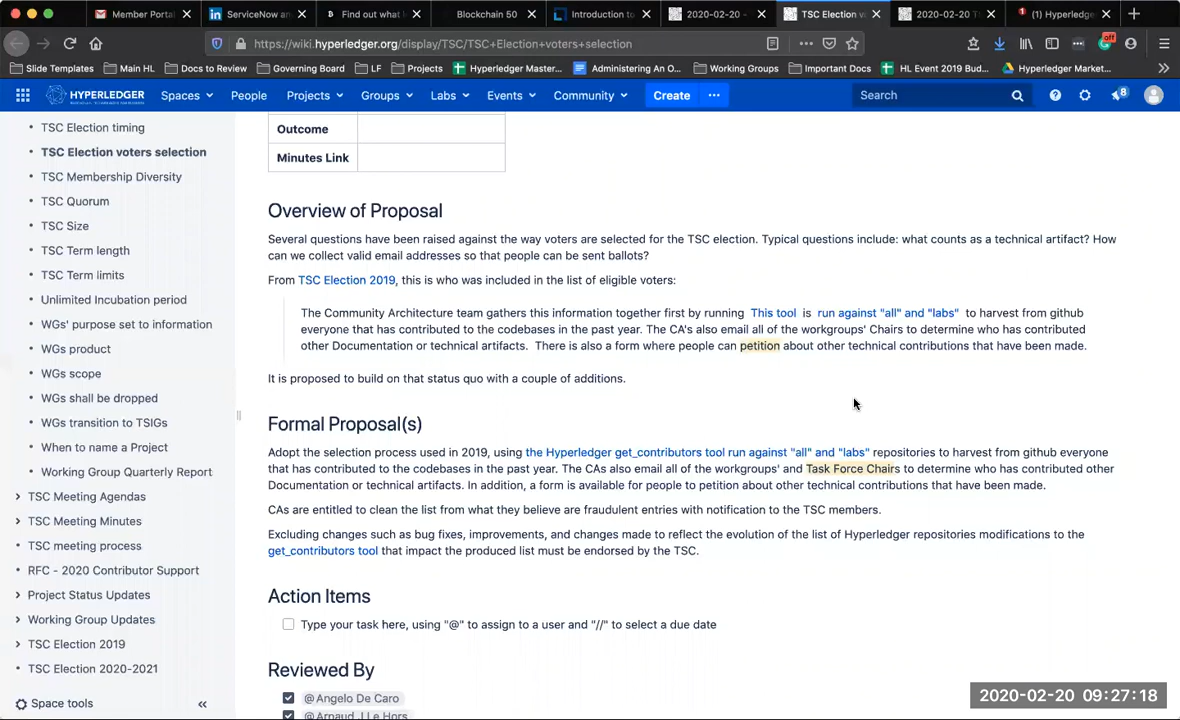 Member Portal
ServiceNow an
Find out what
Blockchain 50
Introduction to
2020-02-20 -
TSC Election vo
2020-02-20 T
(1) Hyperledge
https://wiki.hyperledger.org/display/TSC/TSC+Election+voters+selection
off
Slide Templates
Main HL
Docs to Review
Governing Board
LF
Projects
Hyperledger Master...
Administering An O...
Working Groups
Important Docs
HL Event 2019 Bud...
Hyperledger Market...
HYPERLEDGER
Spaces
People
Projects
Groups
Labs
Events
Community
Create
Search
8
TSC Election timing
TSC Election voters selection
TSC Membership Diversity
TSC Quorum
TSC Size
TSC Term length
TSC Term limits
Unlimited Incubation period
WGs' purpose set to information
WGs product
WGs scope
WGs shall be dropped
WGs transition to TSIGs
When to name a Project
Working Group Quarterly Report
TSC Meeting Agendas
TSC Meeting Minutes
TSC meeting process
RFC - 2020 Contributor Support
Project Status Updates
Working Group Updates
TSC Election 2019
TSC Election 2020-2021
Space tools
Outcome
Minutes Link
Overview of Proposal
Several questions have been raised against the way voters are selected for the TSC election. Typical questions include: what counts as a technical artifact? How
can we collect valid email addresses so that people can be sent ballots?
From TSC Election 2019, this is who was included in the list of eligible voters:
The Community Architecture team gathers this information together first by running This tool is run against "all" and "labs" to harvest from github
everyone that has contributed to the codebases in the past year. The CA's also email all of the workgroups' Chairs to determine who has contributed
other Documentation or technical artifacts. There is also a form where people can petition about other technical contributions that have been made.
It is proposed to build on that status quo with a couple of additions.
Formal Proposal(s)
Adopt the selection process used in 2019, using the Hyperledger get_contributors tool run against "all" and "labs" repositories to harvest from github everyone
that has contributed to the codebases in the past year. The CAs also email all of the workgroups' and Task Force Chairs to determine who has contributed other
Documentation or technical artifacts. In addition, a form is available for people to petition about other technical contributions that have been made.
CAs are entitled to clean the list from what they believe are fraudulent entries with notification to the TSC members.
Excluding changes such as bug fixes, improvements, and changes made to reflect the evolution of the list of Hyperledger repositories modifications to the
get_contributors tool that impact the produced list must be endorsed by the TSC.
Action Items
Type your task here, using "@" to assign to a user and "//" to select a due date
Reviewed By
@Angelo De Caro
@Arnaud J Le Hors
2020-02-20 09:27:18